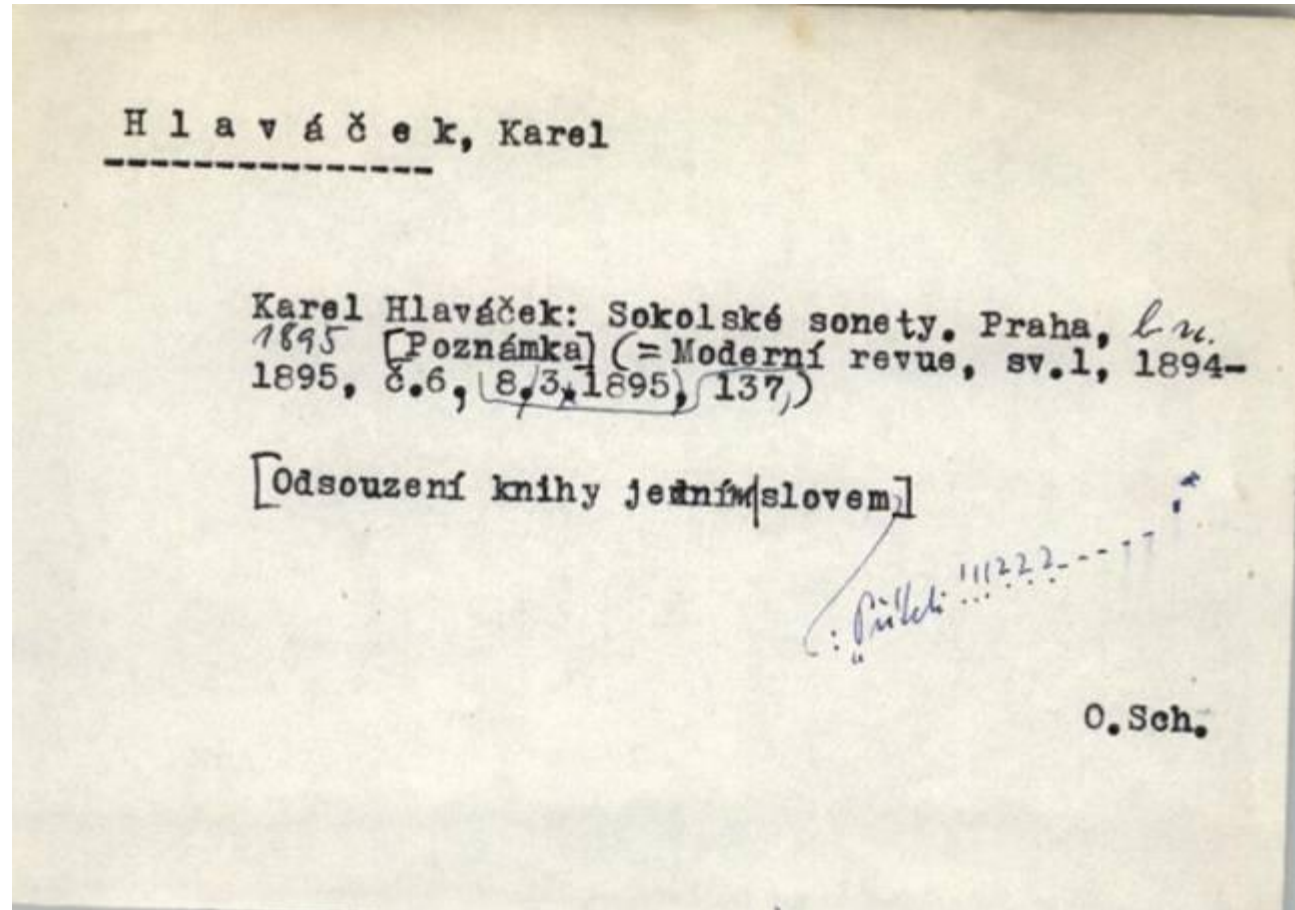 H l a v á č e k, Karel
Karel Hlaváček: Sokolské sonety. Praha, b. n.
1895 [Poznámka] (= Moderní revue, sv.1, 1894-
1895, č.6, 8.3.1895, 137,)
[Odsouzení knihy jedním slovem]
O.Sch.